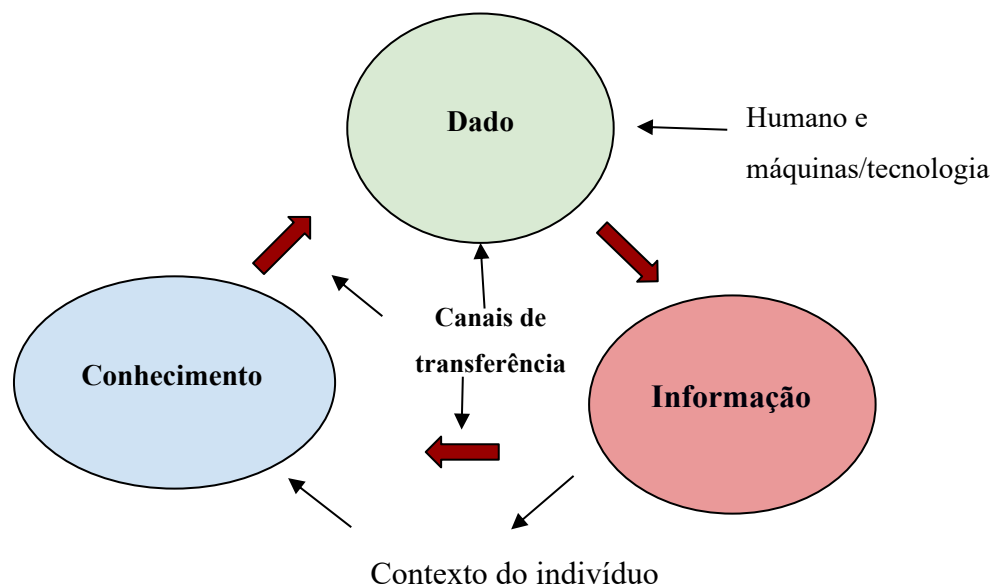 Dado
Humano e
máquinas/tecnologia
Canais de
transferência
Conhecimento
Informação
Contexto do indivíduo